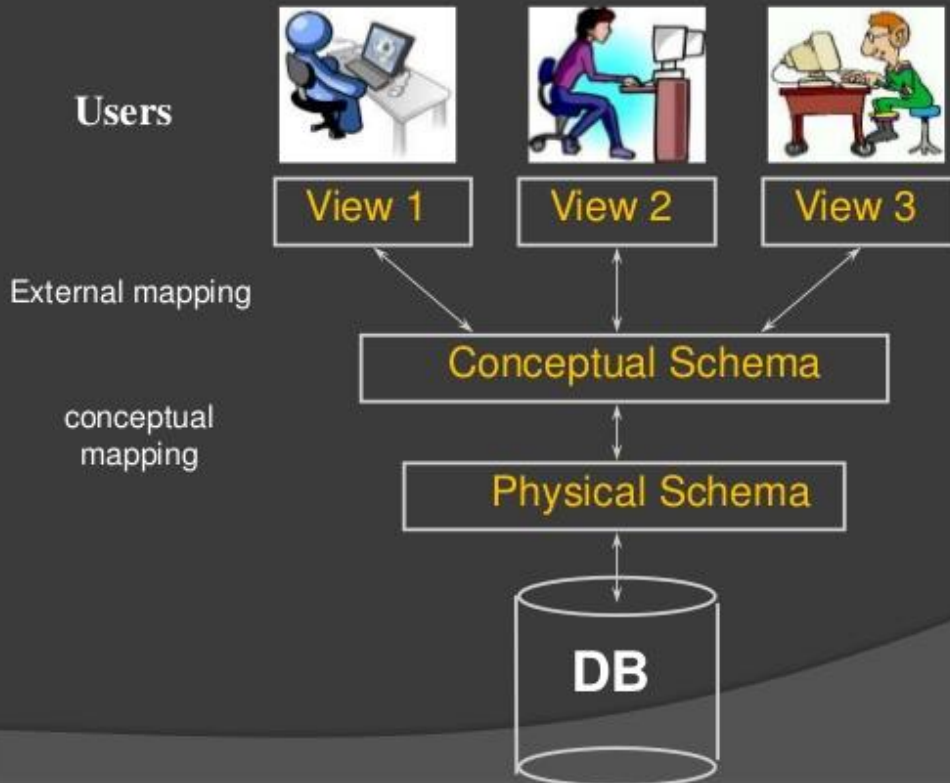 Users
View 1
View 2
View 3
External mapping
Conceptual Schema
conceptual
mapping
Physical Schema
DB